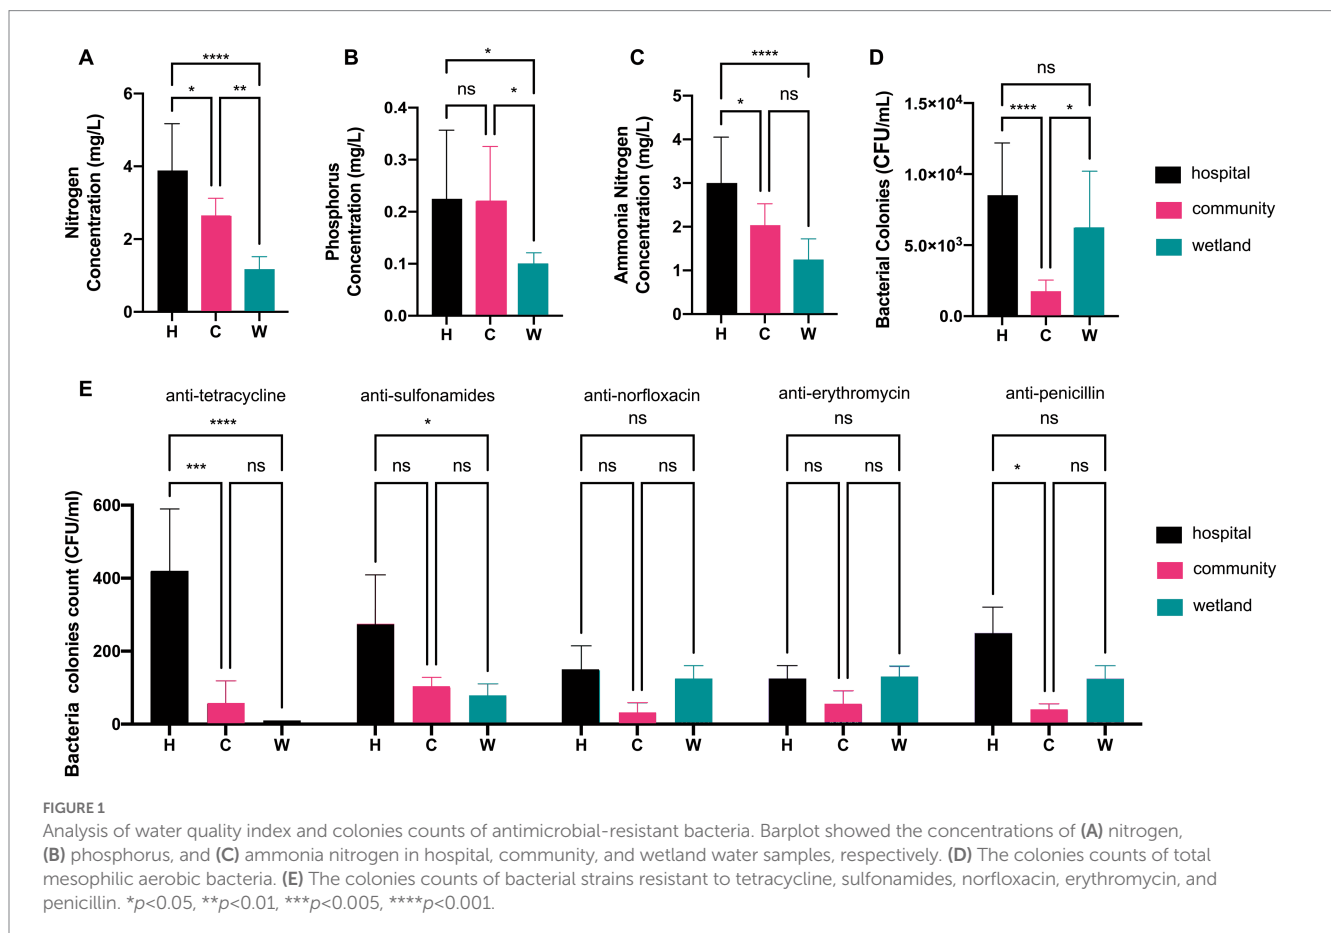 A
****
*
**
6
4
2
0
Nitrogen
Concentration (mg/L)
H C W
B
*
ns
*
0.4
0.3
0.2
0.1
0.0
Phosphorus
Concentration (mg/L)
H C W
C
****
*
ns
5
4
3
2
1
0
Ammonia Nitrogen
Concentration (mg/L)
H C W
D
ns
****
*
1.5×10⁴
1.0×10⁴
5.0×10³
0.0
Bacterial Colonies (CFU/mL)
H C W
hospital
community
wetland
E
anti-tetracycline
anti-sulfonamides
anti-norfloxacin
anti-erythromycin
anti-penicillin
**** * ns ns ns
*** ns ns ns ns ns ns ns * ns
600
400
200
0
Bacteria colonies count (CFU/ml)
H C W H C W H C W H C W H C W
hospital
community
wetland
FIGURE 1
Analysis of water quality index and colonies counts of antimicrobial-resistant bacteria. Barplot showed the concentrations of (A) nitrogen,
(B) phosphorus, and (C) ammonia nitrogen in hospital, community, and wetland water samples, respectively. (D) The colonies counts of total
mesophilic aerobic bacteria. (E) The colonies counts of bacterial strains resistant to tetracycline, sulfonamides, norfloxacin, erythromycin, and
penicillin. *p<0.05, **p<0.01, ***p<0.005, ****p<0.001.